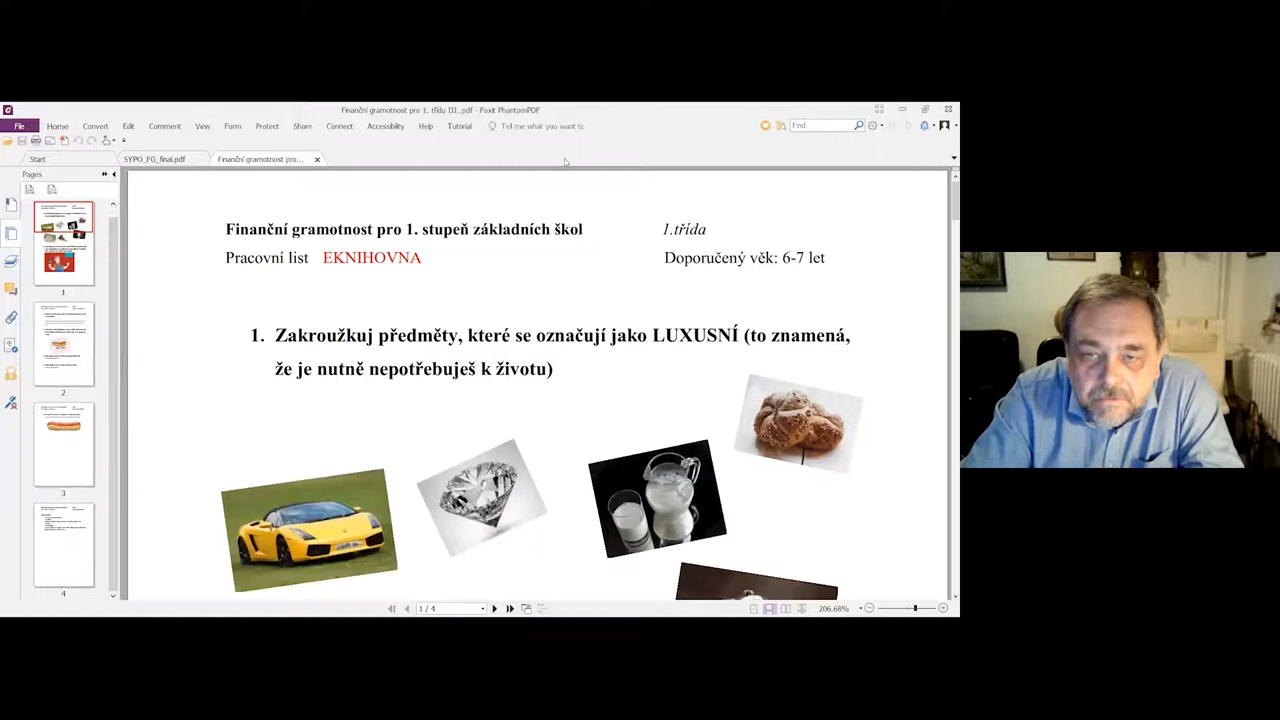 Finanční gramotnost pro 1. třídu III..pdf - Foxit PhantomPDF
File Home Convert Edit Comment View Form Protect Share Connect Accessibility Help Tutorial Tell me what you want tc Find
Start SYPO_FG_final.pdf Finanční gramotnost pro...
Pages
1
2
3
4
Finanční gramotnost pro 1. stupeň základních škol 1.třída
Pracovní list EKNIHOVNA Doporučený věk: 6-7 let
1. Zakroužkuj předměty, které se označují jako LUXUSNÍ (to znamená,
že je nutně nepotřebuješ k životu)
1 / 4 206.68%